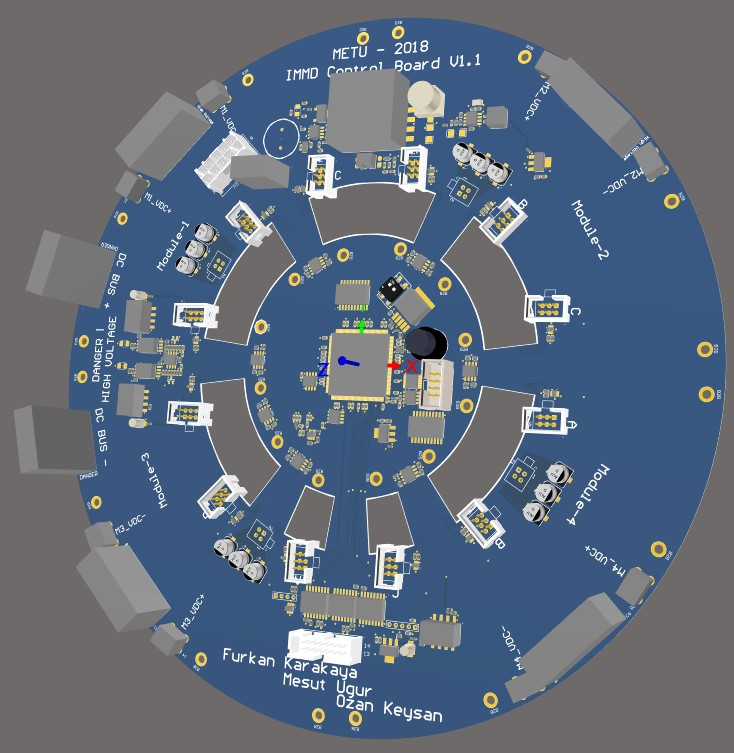 METU - 2018
IMMD Control Board V1.1
M2_VDC+
M2_VDC-
M1_VDC+
Module-1
Module-2
C
B
C
DC BUS +
DANGER !
HIGH VOLTAGE
DC BUS -
Z
X
A
B
Module-3
Module-4
M3_VDC-
M3_VDC+
M4_VDC+
M4_VDC-
Furkan Karakaya
Mesut Ugur
Ozan Keysan